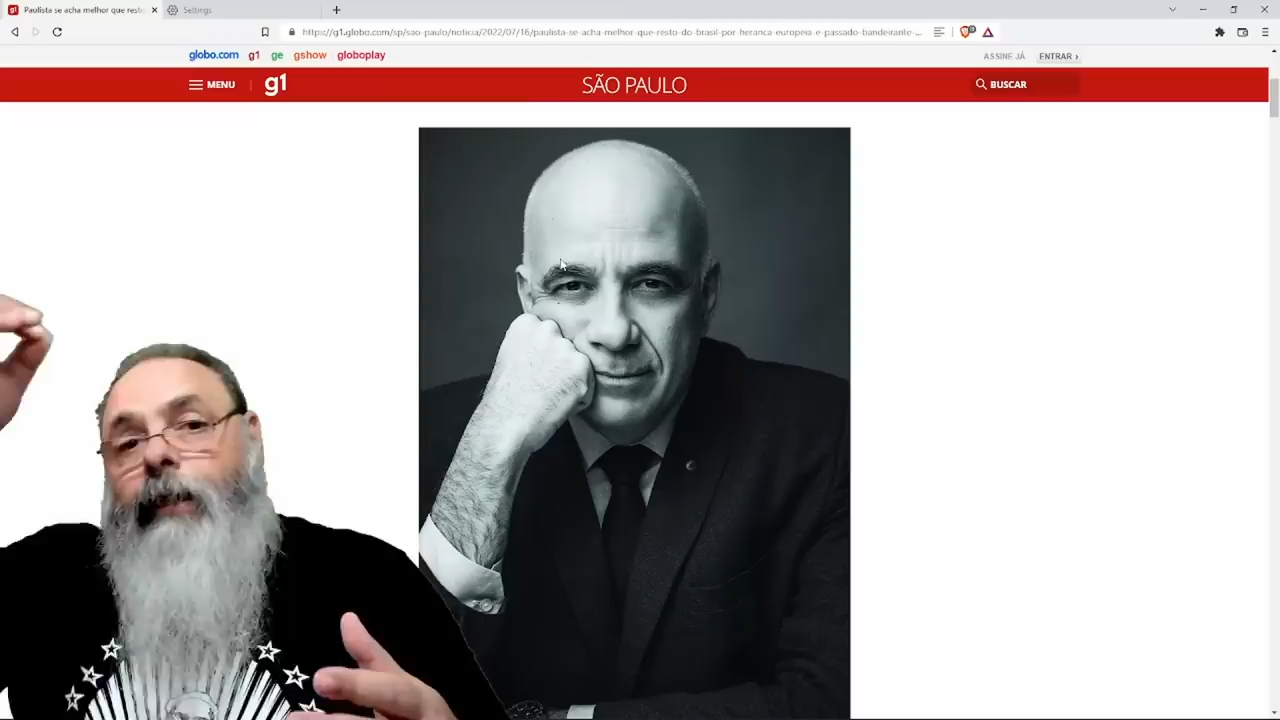 g1 Paulista se acha melhor que resto
Settings
https://g1.globo.com/sp/sao-paulo/noticia/2022/07/16/paulista-se-acha-melhor-que-resto-do-brasil-por-heranca-europeia-e-passado-bandeirante-...
globo.com g1 ge gshow globoplay
ASSINE JÁ ENTRAR ›
MENU g1 SÃO PAULO BUSCAR